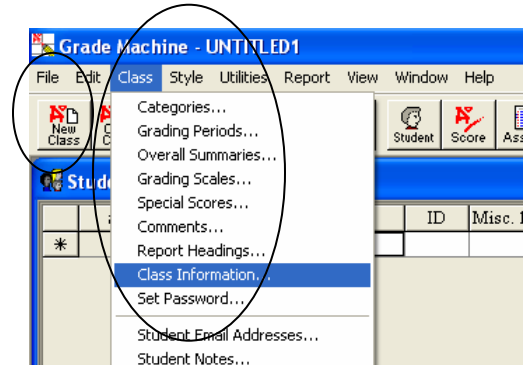 Grade Machine - UNTITLED1
File Edit Class Style Utilities Report View Window Help
New Class
Student Score
Categories...
Grading Periods...
Overall Summaries...
Grading Scales...
Special Scores...
Comments...
Report Headings...
Class Information...
Set Password...
Student Email Addresses...
Student Notes...
ID Misc.
*